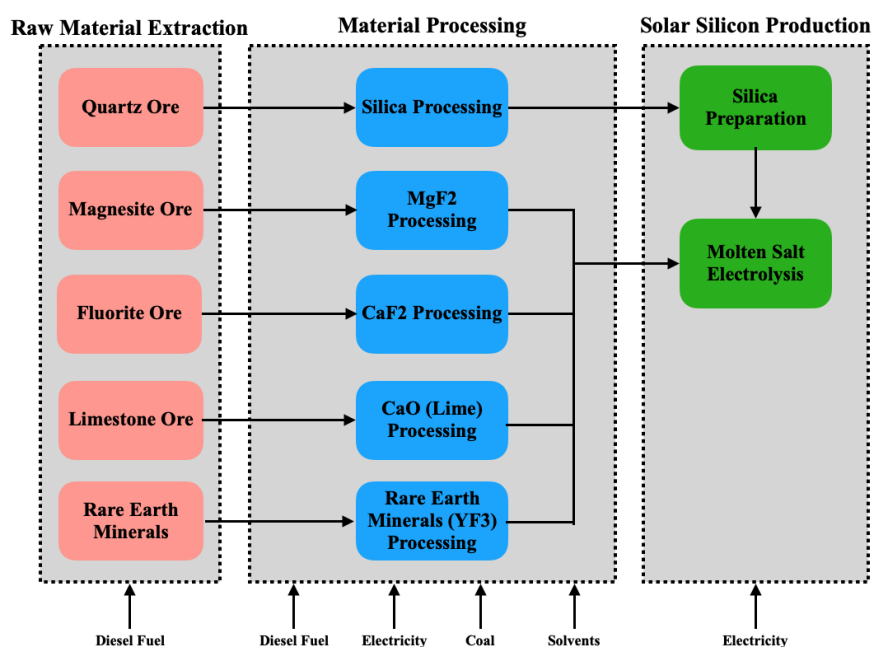 Raw Material Extraction
Material Processing
Solar Silicon Production
Quartz Ore
Silica Processing
Silica
Preparation
Magnesite Ore
MgF2
Processing
Molten Salt
Electrolysis
Fluorite Ore
CaF2 Processing
Limestone Ore
CaO (Lime)
Processing
Rare Earth
Minerals
Rare Earth
Minerals (YF3)
Processing
Diesel Fuel
Diesel Fuel
Electricity
Coal
Solvents
Electricity